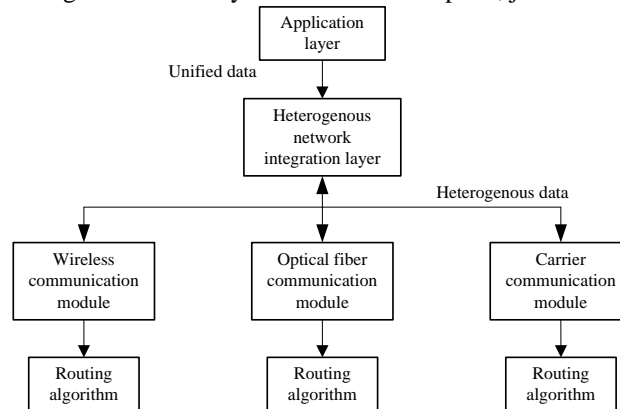 Application
layer
Unified data
Heterogenous
network
integration layer
Heterogenous data
Wireless
communication
module
Optical fiber
communication
module
Carrier
communication
module
Routing
algorithm
Routing
algorithm
Routing
algorithm